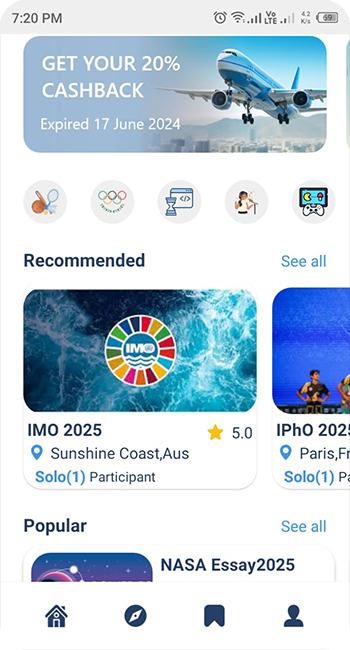 7:20 PM
Vo LTE
4.2 K/s
69
GET YOUR 20%
CASHBACK
Expired 17 June 2024
Recommended
See all
IMO
IMO 2025
5.0
Sunshine Coast,Aus
Solo(1) Participant
IPhO 2025
Paris,Fr
Solo(1) Pa
Popular
See all
NASA Essay2025